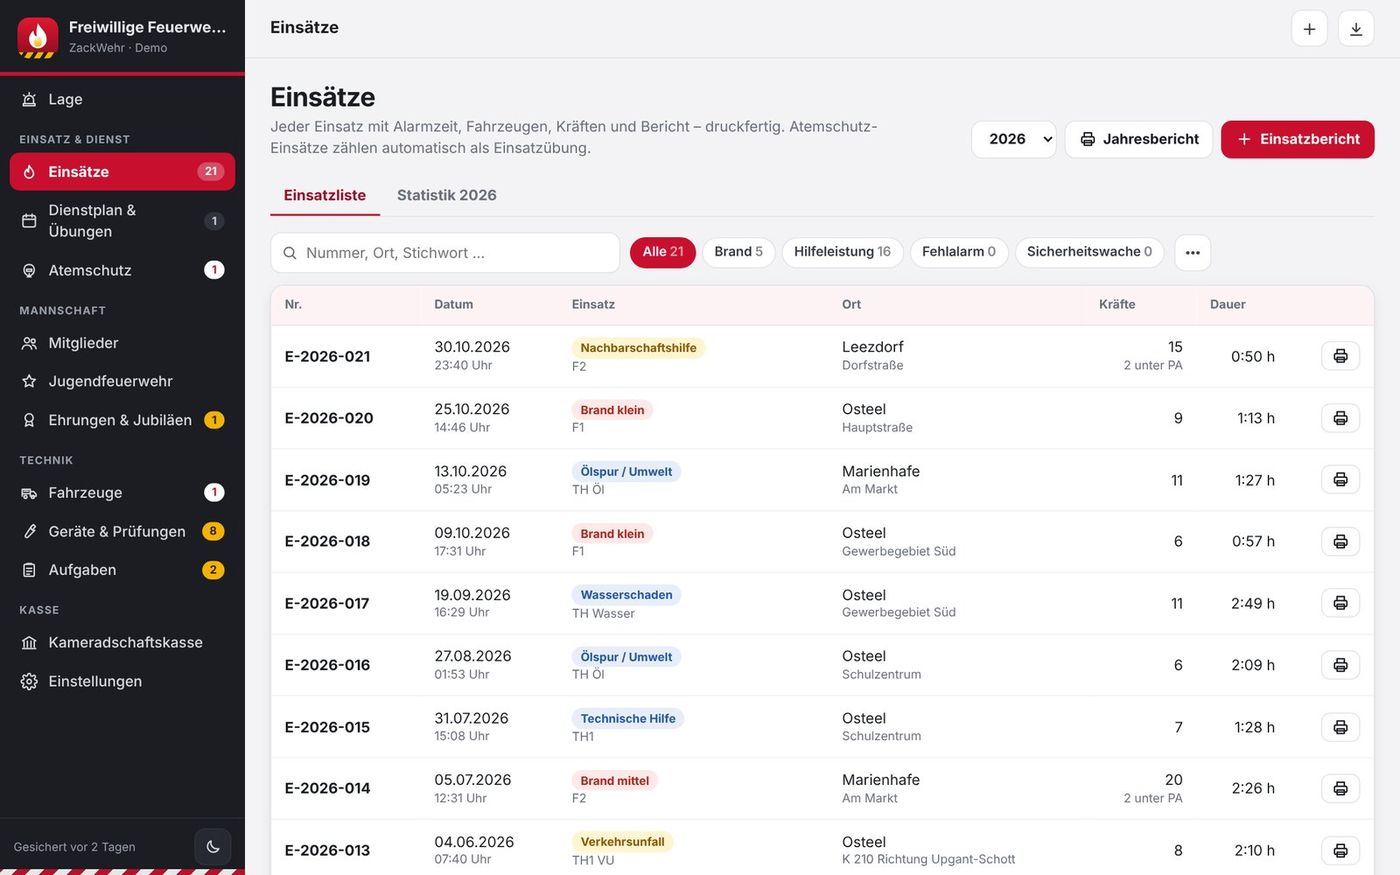 Freiwillige Feuerwe...
ZackWehr · Demo
Lage
EINSATZ & DIENST
Einsätze 21
Dienstplan & Übungen 1
Atemschutz 1
MANNSCHAFT
Mitglieder
Jugendfeuerwehr
Ehrungen & Jubiläen 1
TECHNIK
Fahrzeuge 1
Geräte & Prüfungen 8
Aufgaben 2
KASSE
Kameradschaftskasse
Einstellungen
Gesichert vor 2 Tagen
Einsätze
Einsätze
Jeder Einsatz mit Alarmzeit, Fahrzeugen, Kräften und Bericht – druckfertig. Atemschutz-
Einsätze zählen automatisch als Einsatzübung.
2026 Jahresbericht + Einsatzbericht
Einsatzliste Statistik 2026
Nummer, Ort, Stichwort ... Alle 21 Brand 5 Hilfeleistung 16 Fehlalarm 0 Sicherheitswache 0 ...
Nr. Datum Einsatz Ort Kräfte Dauer
E-2026-021 30.10.2026 Nachbarschaftshilfe Leezdorf 15 0:50 h
23:40 Uhr F2 Dorfstraße 2 unter PA
E-2026-020 25.10.2026 Brand klein Osteel 9 1:13 h
14:46 Uhr F1 Hauptstraße
E-2026-019 13.10.2026 Ölspur / Umwelt Marienhafe 11 1:27 h
05:23 Uhr TH Öl Am Markt
E-2026-018 09.10.2026 Brand klein Osteel 6 0:57 h
17:31 Uhr F1 Gewerbegebiet Süd
E-2026-017 19.09.2026 Wasserschaden Osteel 11 2:49 h
16:29 Uhr TH Wasser Gewerbegebiet Süd
E-2026-016 27.08.2026 Ölspur / Umwelt Osteel 6 2:09 h
01:53 Uhr TH Öl Schulzentrum
E-2026-015 31.07.2026 Technische Hilfe Osteel 7 1:28 h
15:08 Uhr TH1 Schulzentrum
E-2026-014 05.07.2026 Brand mittel Marienhafe 20 2:26 h
12:31 Uhr F2 Am Markt 2 unter PA
E-2026-013 04.06.2026 Verkehrsunfall Osteel 8 2:10 h
07:40 Uhr TH1 VU K 210 Richtung Upgant-Schott